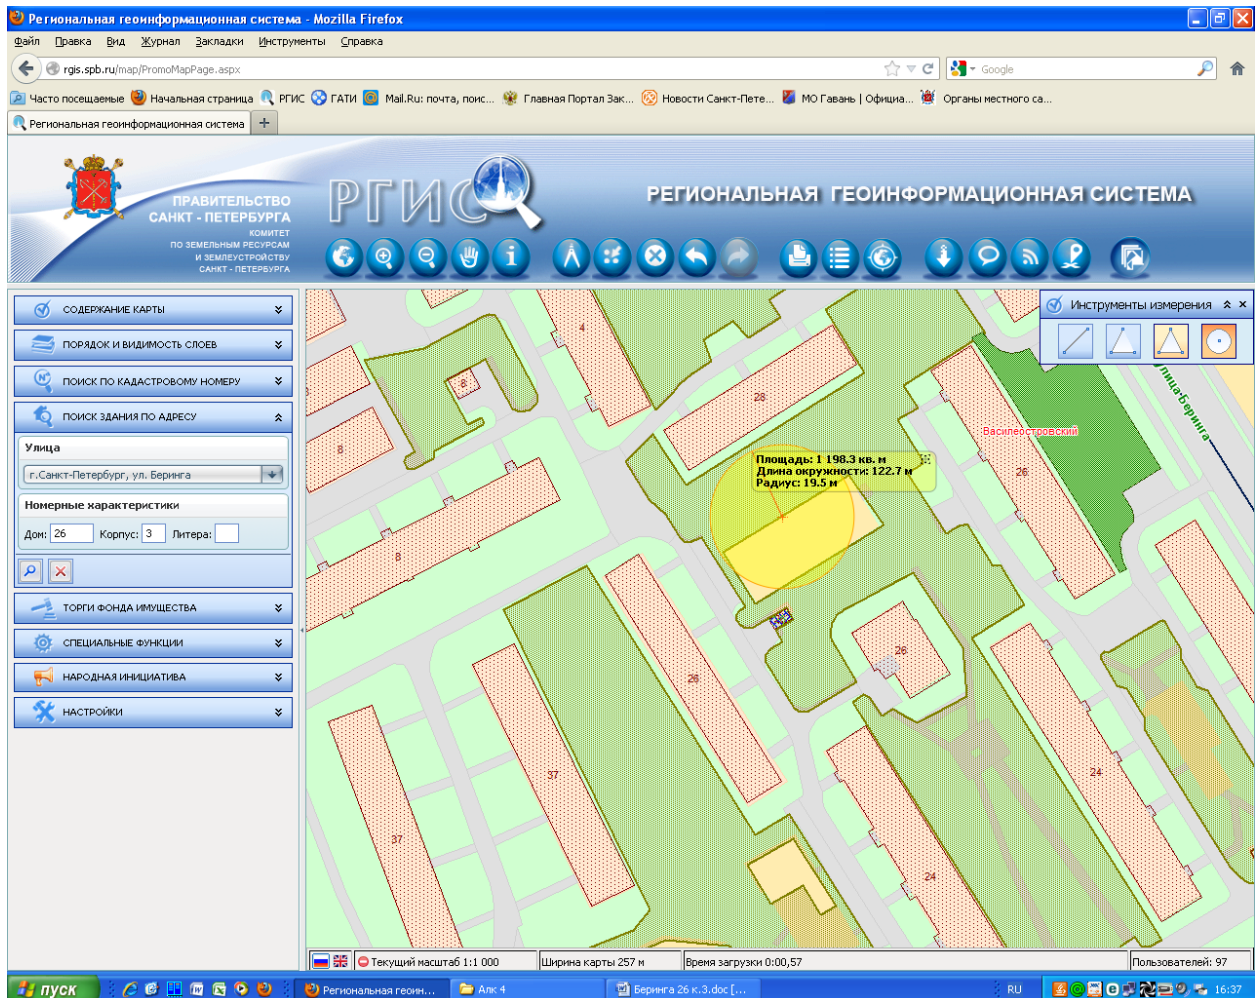 Региональная геоинформационная система - Mozilla Firefox
Файл Правка Вид Журнал Закладки Инструменты Справка
rgis.spb.ru/map/PromoMapPage.aspx
Google
Часто посещаемые Начальная страница РГИС ГАТИ Mail.Ru: почта, поис... Главная Портал Зак... Новости Санкт-Пете... МО Гавань | Официа... Органы местного са...
Региональная геоинформационная система
ПРАВИТЕЛЬСТВО
САНКТ - ПЕТЕРБУРГА
КОМИТЕТ
ПО ЗЕМЕЛЬНЫМ РЕСУРСАМ
И ЗЕМЛЕУСТРОЙСТВУ
САНКТ - ПЕТЕРБУРГА
РГИС
РЕГИОНАЛЬНАЯ ГЕОИНФОРМАЦИОННАЯ СИСТЕМА
СОДЕРЖАНИЕ КАРТЫ
ПОРЯДОК И ВИДИМОСТЬ СЛОЕВ
ПОИСК ПО КАДАСТРОВОМУ НОМЕРУ
ПОИСК ЗДАНИЯ ПО АДРЕСУ
Улица
г.Санкт-Петербург, ул. Беринга
Номерные характеристики
Дом: 26 Корпус: 3 Литера:
ТОРГИ ФОНДА ИМУЩЕСТВА
СПЕЦИАЛЬНЫЕ ФУНКЦИИ
НАРОДНАЯ ИНИЦИАТИВА
НАСТРОЙКИ
Инструменты измерения
4
8
28
улица Беринга
Василеостровский
8
Площадь: 1 198.3 кв. м
Длина окружности: 122.7 м
Радиус: 19.5 м
26
8
26
26
37
24
37
24
Текущий масштаб 1:1 000
Ширина карты 257 м
Время загрузки 0:00,57
Пользователей: 97
пуск
Региональная геоин...
Апк 4
Беринга 26 к.3.doc [...
RU
16:37